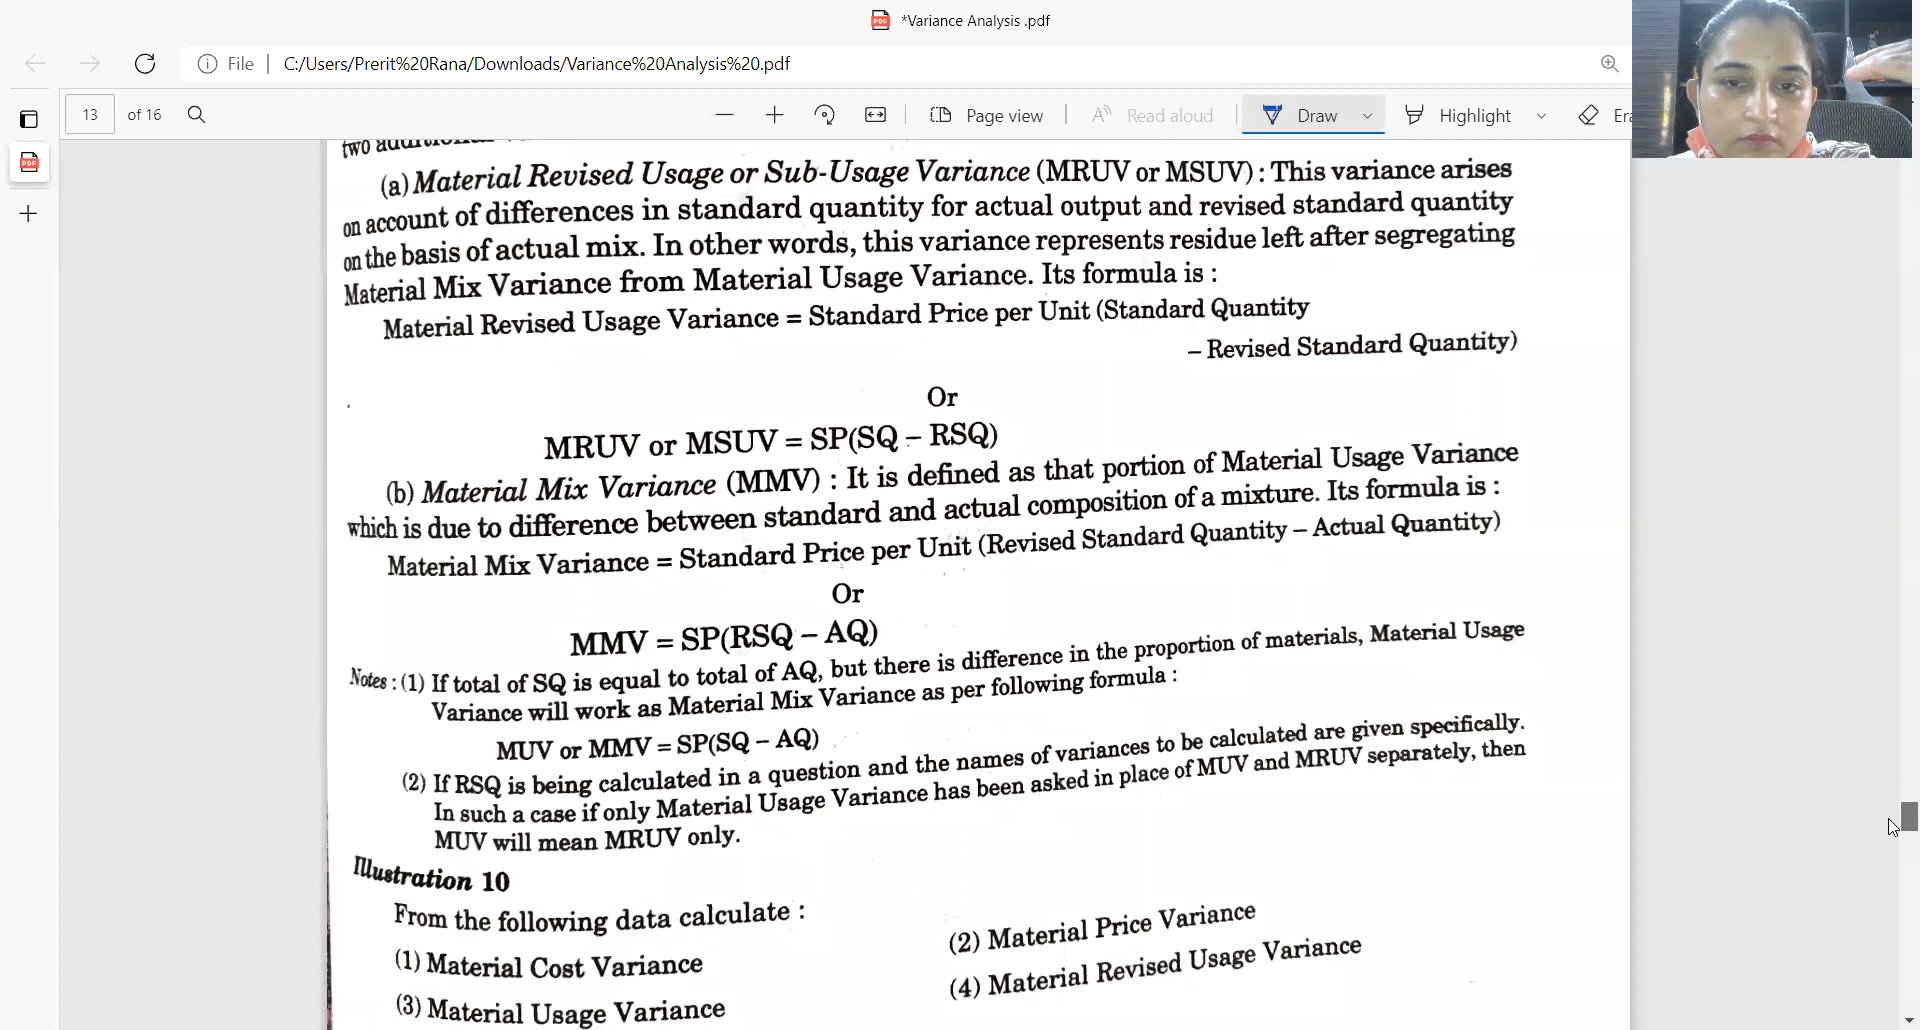 *Variance Analysis .pdf
File
C:/Users/Prerit%20Rana/Downloads/Variance%20Analysis%20.pdf
13 of 16
Page view
Read aloud
Draw
Highlight
Era
two additional
(a) Material Revised Usage or Sub-Usage Variance (MRUV or MSUV) : This variance arises
on account of differences in standard quantity for actual output and revised standard quantity
on the basis of actual mix. In other words, this variance represents residue left after segregating
Material Mix Variance from Material Usage Variance. Its formula is :
Material Revised Usage Variance = Standard Price per Unit (Standard Quantity
– Revised Standard Quantity)
Or
MRUV or MSUV = SP(SQ – RSQ)
(b) Material Mix Variance (MMV) : It is defined as that portion of Material Usage Variance
which is due to difference between standard and actual composition of a mixture. Its formula is :
Material Mix Variance = Standard Price per Unit (Revised Standard Quantity – Actual Quantity)
Or
MMV = SP(RSQ – AQ)
Notes : (1) If total of SQ is equal to total of AQ, but there is difference in the proportion of materials, Material Usage
Variance will work as Material Mix Variance as per following formula :
MUV or MMV = SP(SQ – AQ)
(2) If RSQ is being calculated in a question and the names of variances to be calculated are given specifically.
In such a case if only Material Usage Variance has been asked in place of MUV and MRUV separately, then
MUV will mean MRUV only.
Illustration 10
From the following data calculate :
(1) Material Cost Variance
(2) Material Price Variance
(3) Material Usage Variance
(4) Material Revised Usage Variance